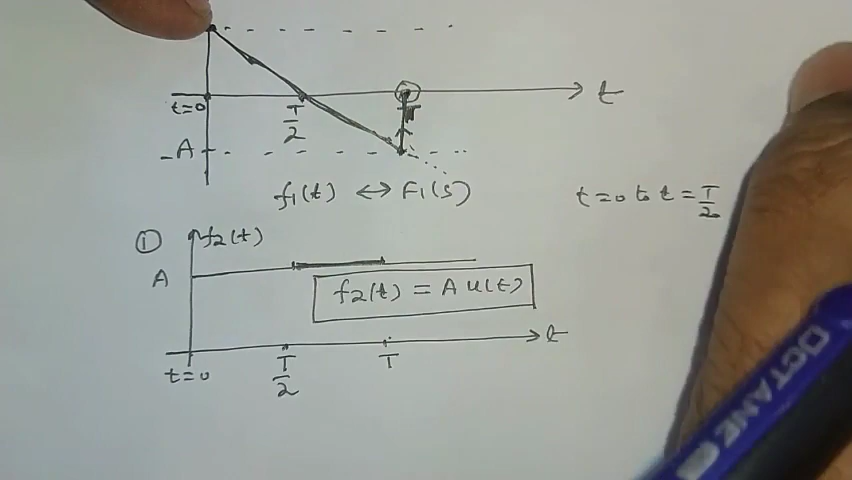 t=0
T/2
T
t
-A
f₁(t) ↔ F₁(s)
t=0 to t = T/2
① f₂(t)
A
f₂(t) = A u(t)
t=0
T/2
T
t
OCTANE